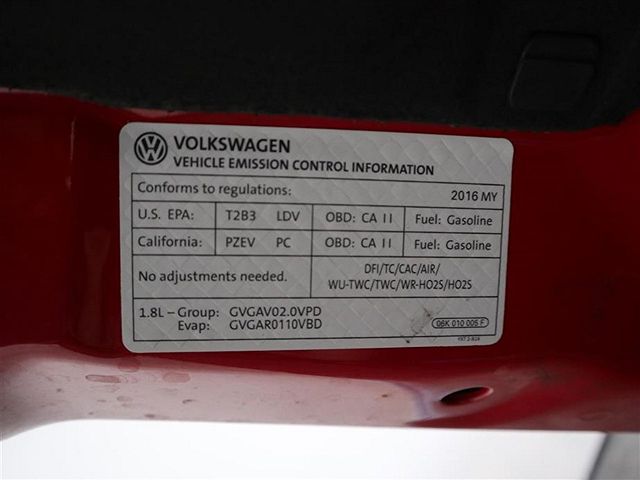 VOLKSWAGEN
VEHICLE EMISSION CONTROL INFORMATION
Conforms to regulations: 2016 MY
U.S. EPA: T2B3 LDV OBD: CA II Fuel: Gasoline
California: PZEV PC OBD: CA II Fuel: Gasoline
No adjustments needed. DFI/TC/CAC/AIR/
WU-TWC/TWC/WR-HO2S/HO2S
1.8L – Group: GVGAV02.0VPD
Evap: GVGAR0110VBD
06K 010 005 F